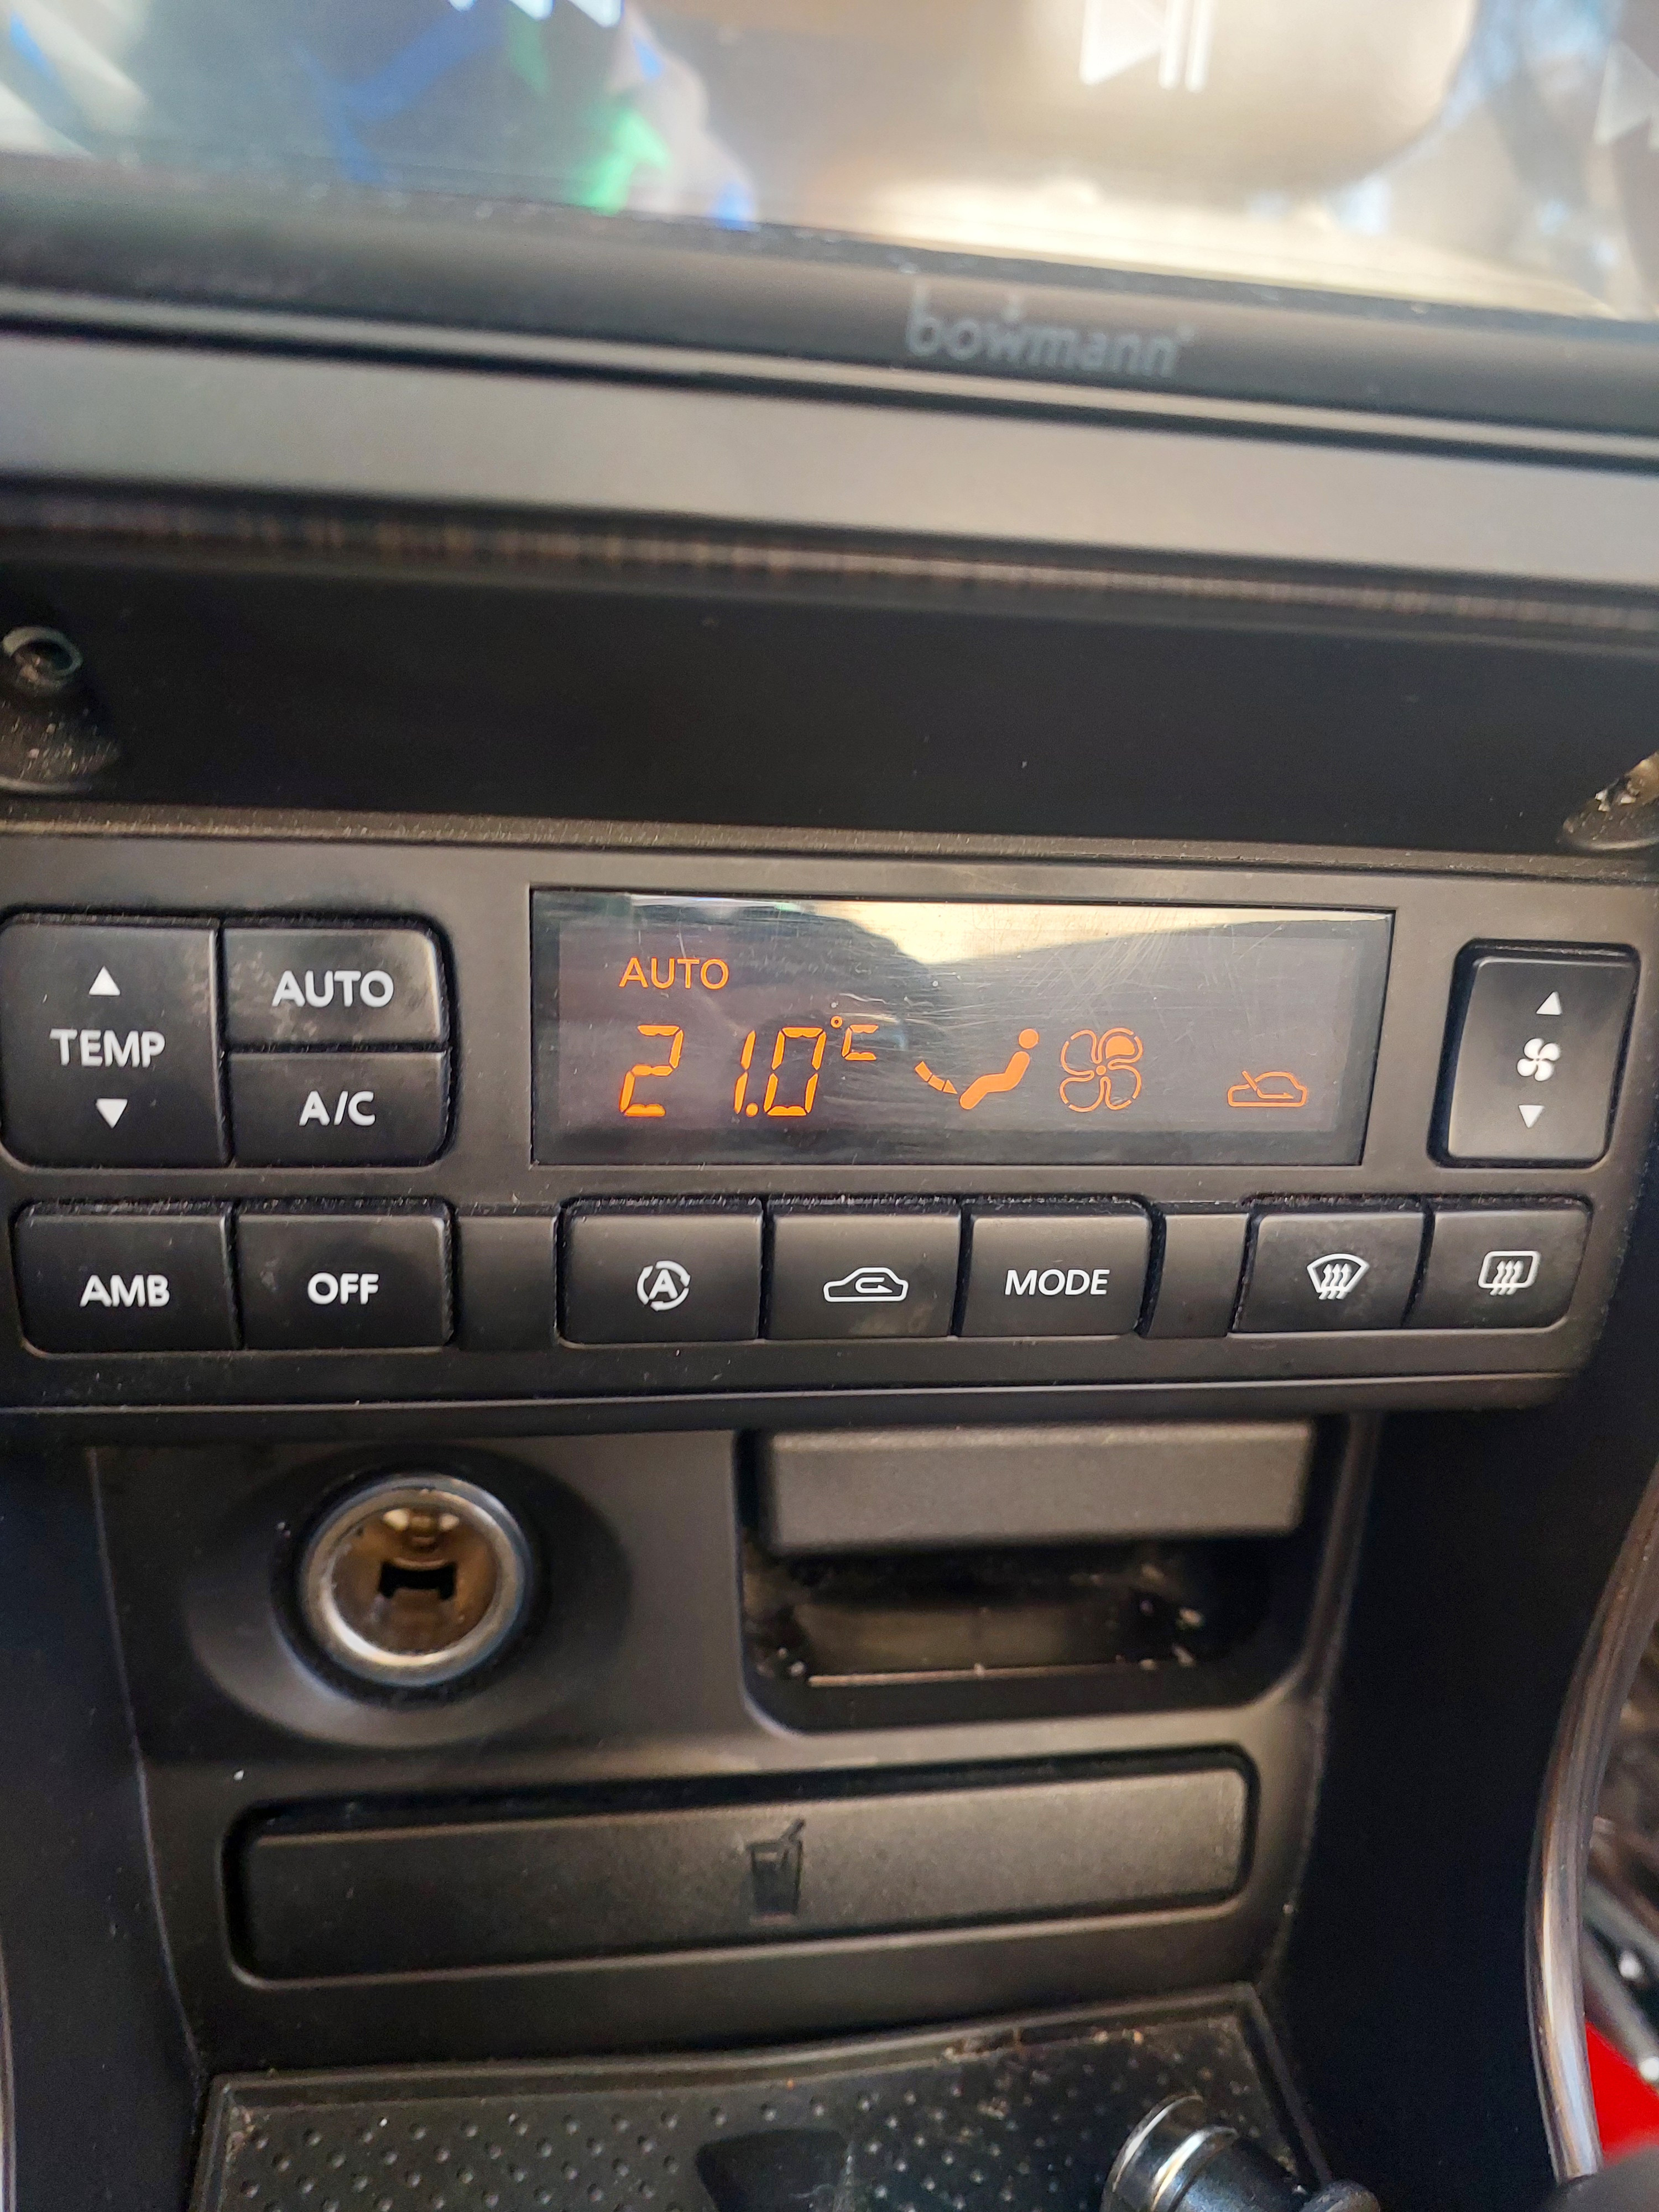 bowmann
AUTO
TEMP
A/C
AUTO
21.0°C
AMB
OFF
A
MODE